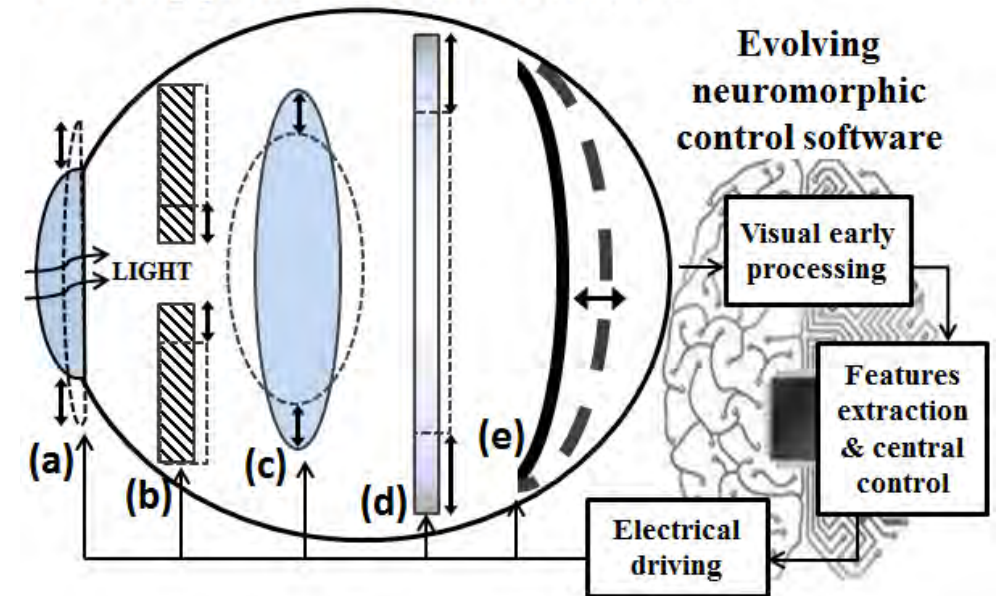 Evolving
neuromorphic
control software
LIGHT
Visual early
processing
Features
extraction
& central
control
Electrical
driving
(a)
(b)
(c)
(d)
(e)